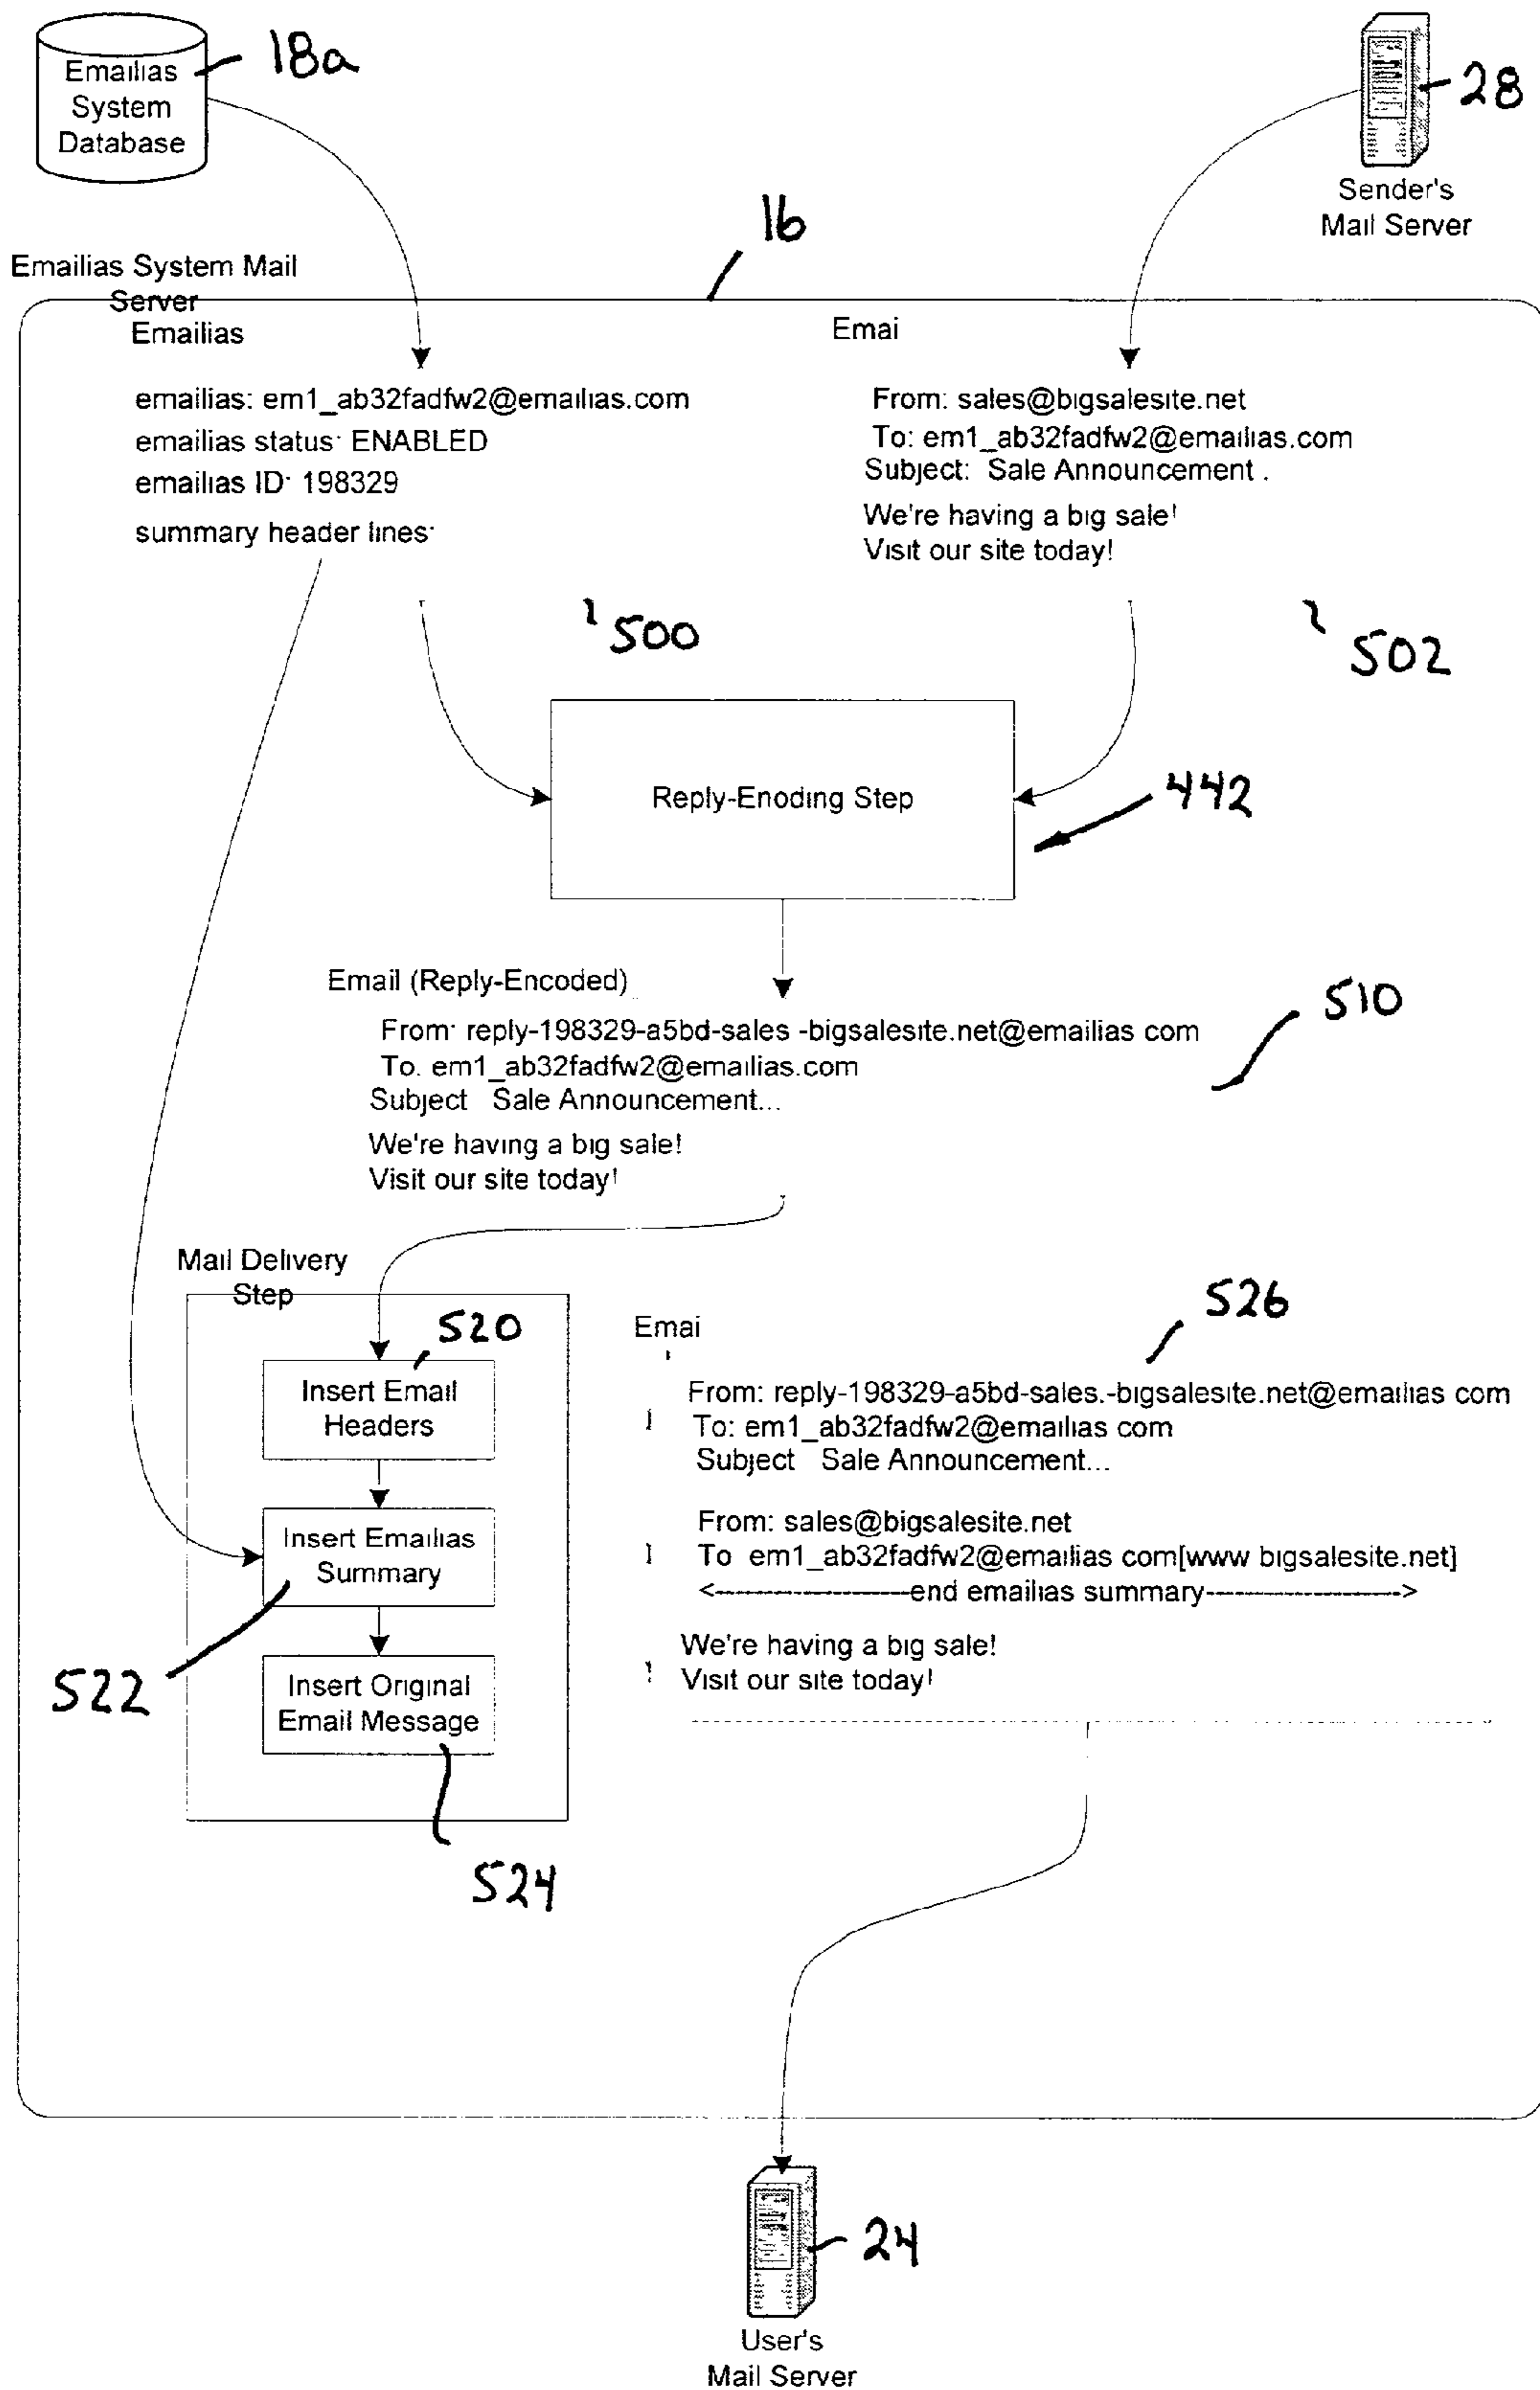 Emailias
System
Database
18a
28
Sender's
Mail Server
16
Emailias System Mail
Server
Emailias
emailias: em1_ab32fadfw2@emailias.com
emailias status: ENABLED
emailias ID: 198329
summary header lines:
Emai
From: sales@bigsalesite.net
To: em1_ab32fadfw2@emailias.com
Subject: Sale Announcement .
We're having a big sale!
Visit our site today!
500
502
Reply-Enoding Step
442
Email (Reply-Encoded)
510
From: reply-198329-a5bd-sales -bigsalesite.net@emailias com
To. em1_ab32fadfw2@emailias.com
Subject Sale Announcement...
We're having a big sale!
Visit our site today!
Mail Delivery
Step
520
Insert Email
Headers
Insert Emailias
Summary
522
Insert Original
Email Message
524
Emai
526
From: reply-198329-a5bd-sales.-bigsalesite.net@emailias com
To: em1_ab32fadfw2@emailias com
Subject Sale Announcement...
From: sales@bigsalesite.net
To em1_ab32fadfw2@emailias com[www bigsalesite.net]
<--------------------end emailias summary-------------------->
We're having a big sale!
Visit our site today!
24
User's
Mail Server